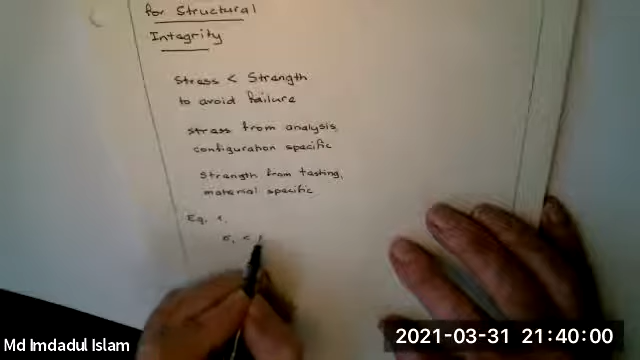 for Structural
Integrity
Stress < Strength
to avoid failure
stress from analysis,
configuration specific
Strength from testing,
material specific
Eq. 1,
σ₁ <
Md Imdadul Islam
2021-03-31 21:40:00